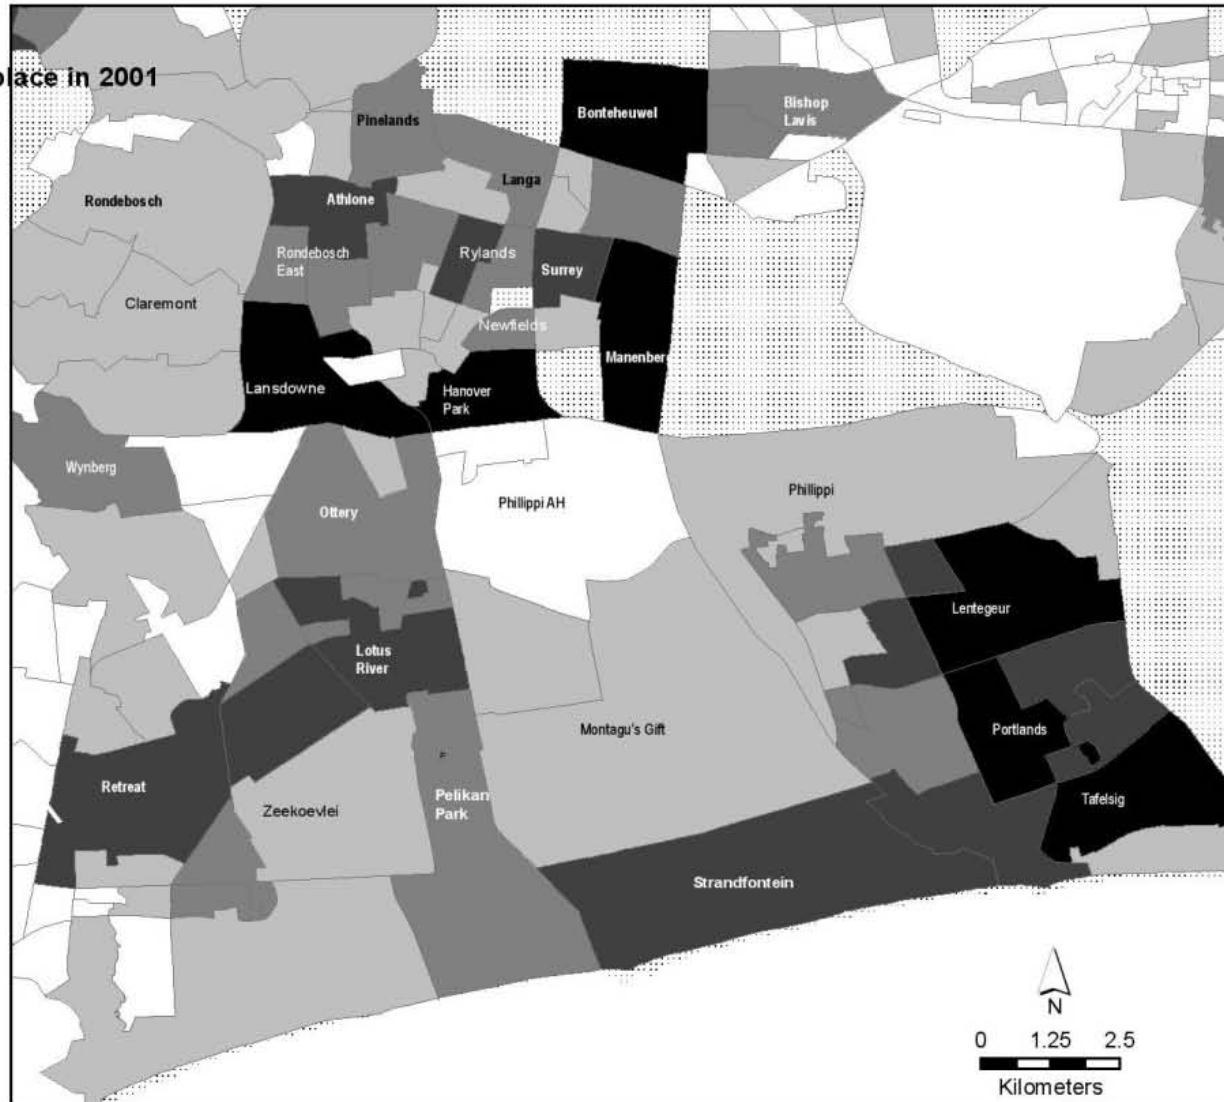 place in 2001
Pinelands
Bonteheuwel
Bishop
Lavis
Langa
Rondebosch
Athlone
Rondebosch
East
Rylands
Surrey
Claremont
Newfields
Manenberg
Lansdowne
Hanover
Park
Wynberg
Phillippi AH
Phillippi
Ottery
Lentegeur
Lotus
River
Montagu's Gift
Portlands
Retreat
Zeekoevlei
Pelikan
Park
Tafelsig
Strandfontein
N
0 1.25 2.5
Kilometers